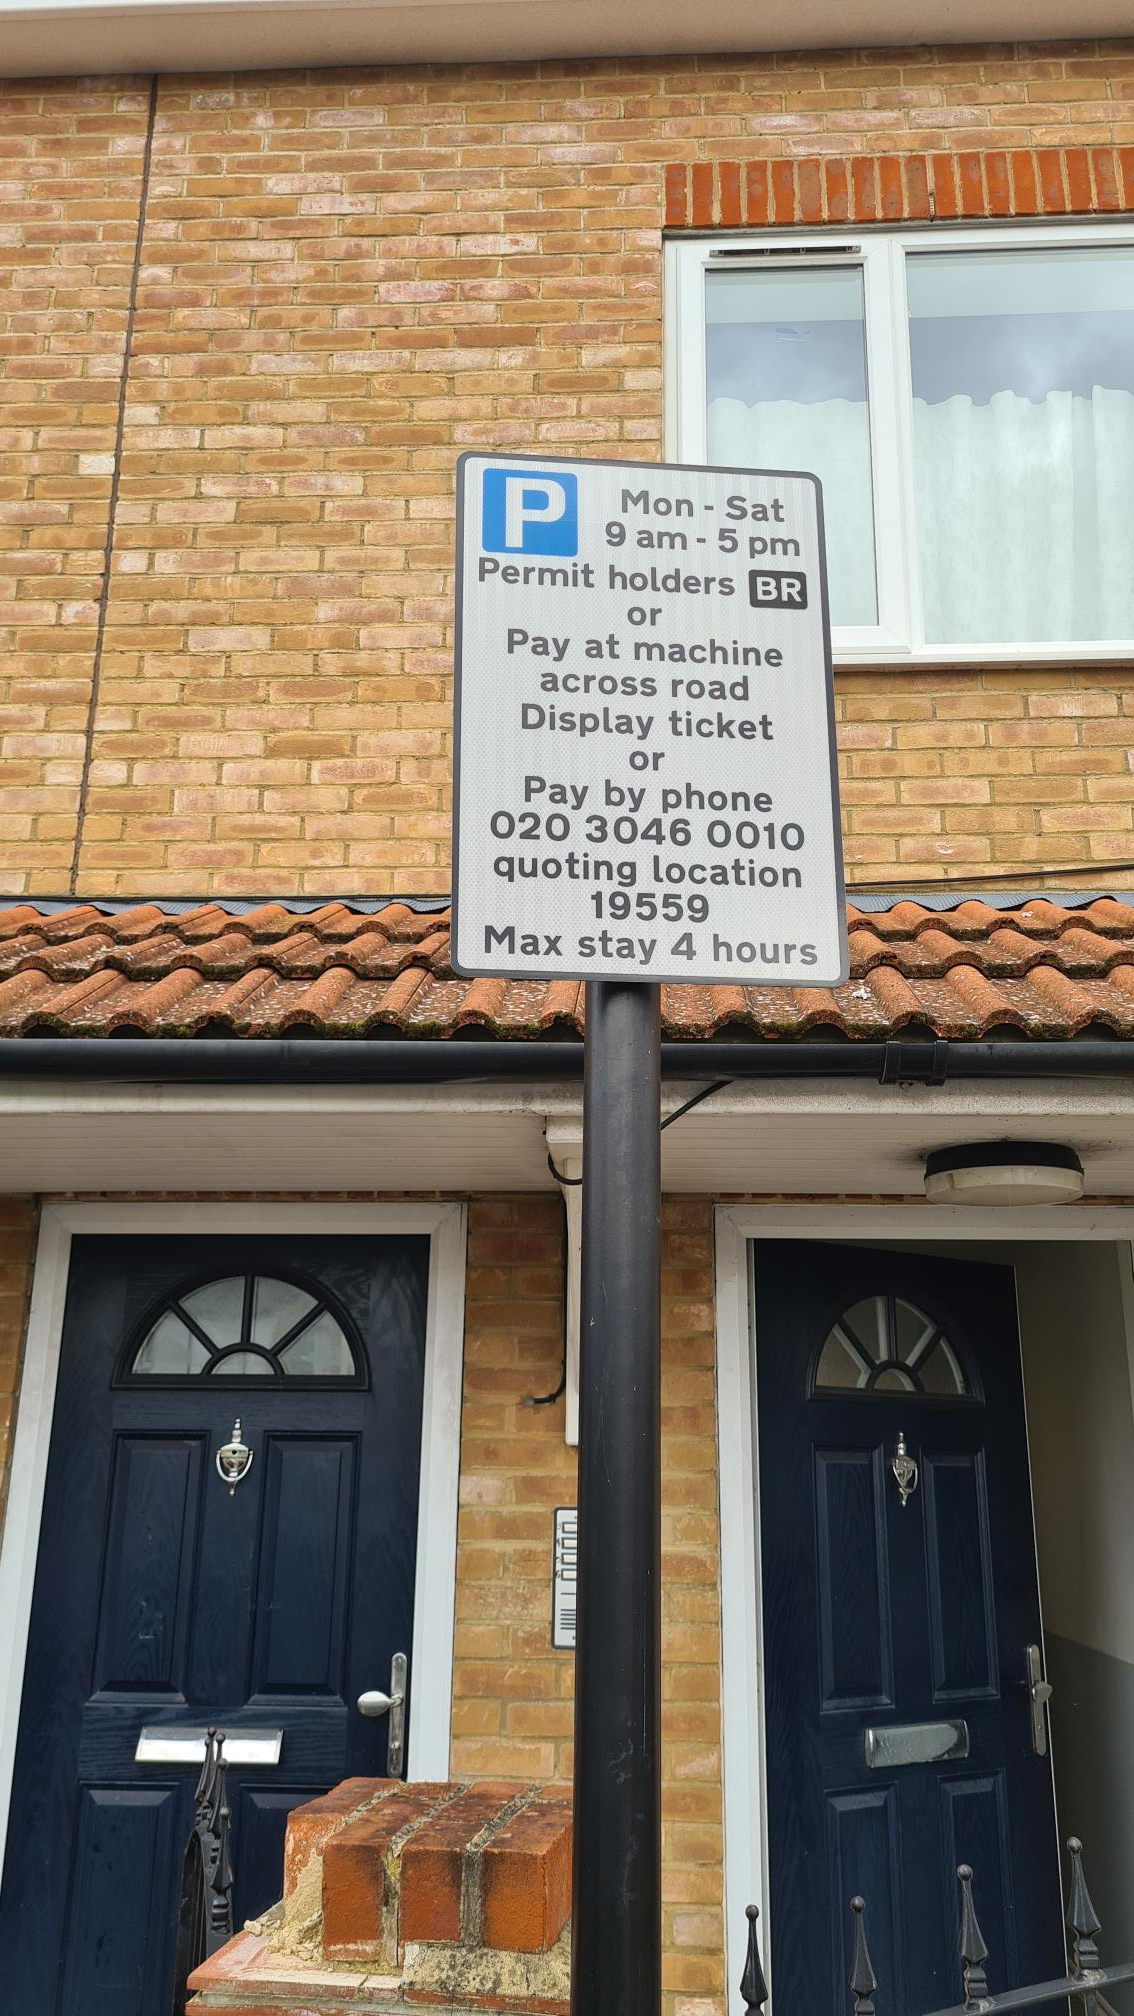 P Mon - Sat
9 am - 5 pm
Permit holders BR
or
Pay at machine
across road
Display ticket
or
Pay by phone
020 3046 0010
quoting location
19559
Max stay 4 hours